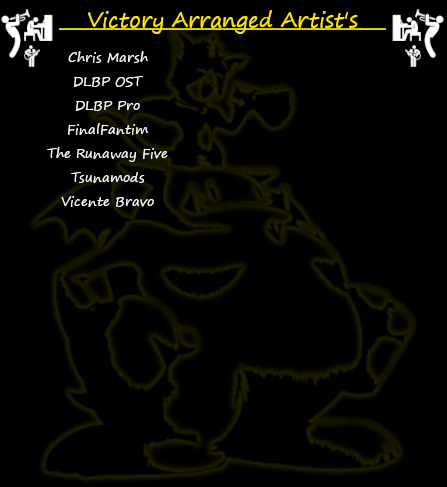 Victory Arranged Artist's
Chris Marsh
DLBP OST
DLBP Pro
FinalFantim
The Runaway Five
Tsunamods
Vicente Bravo